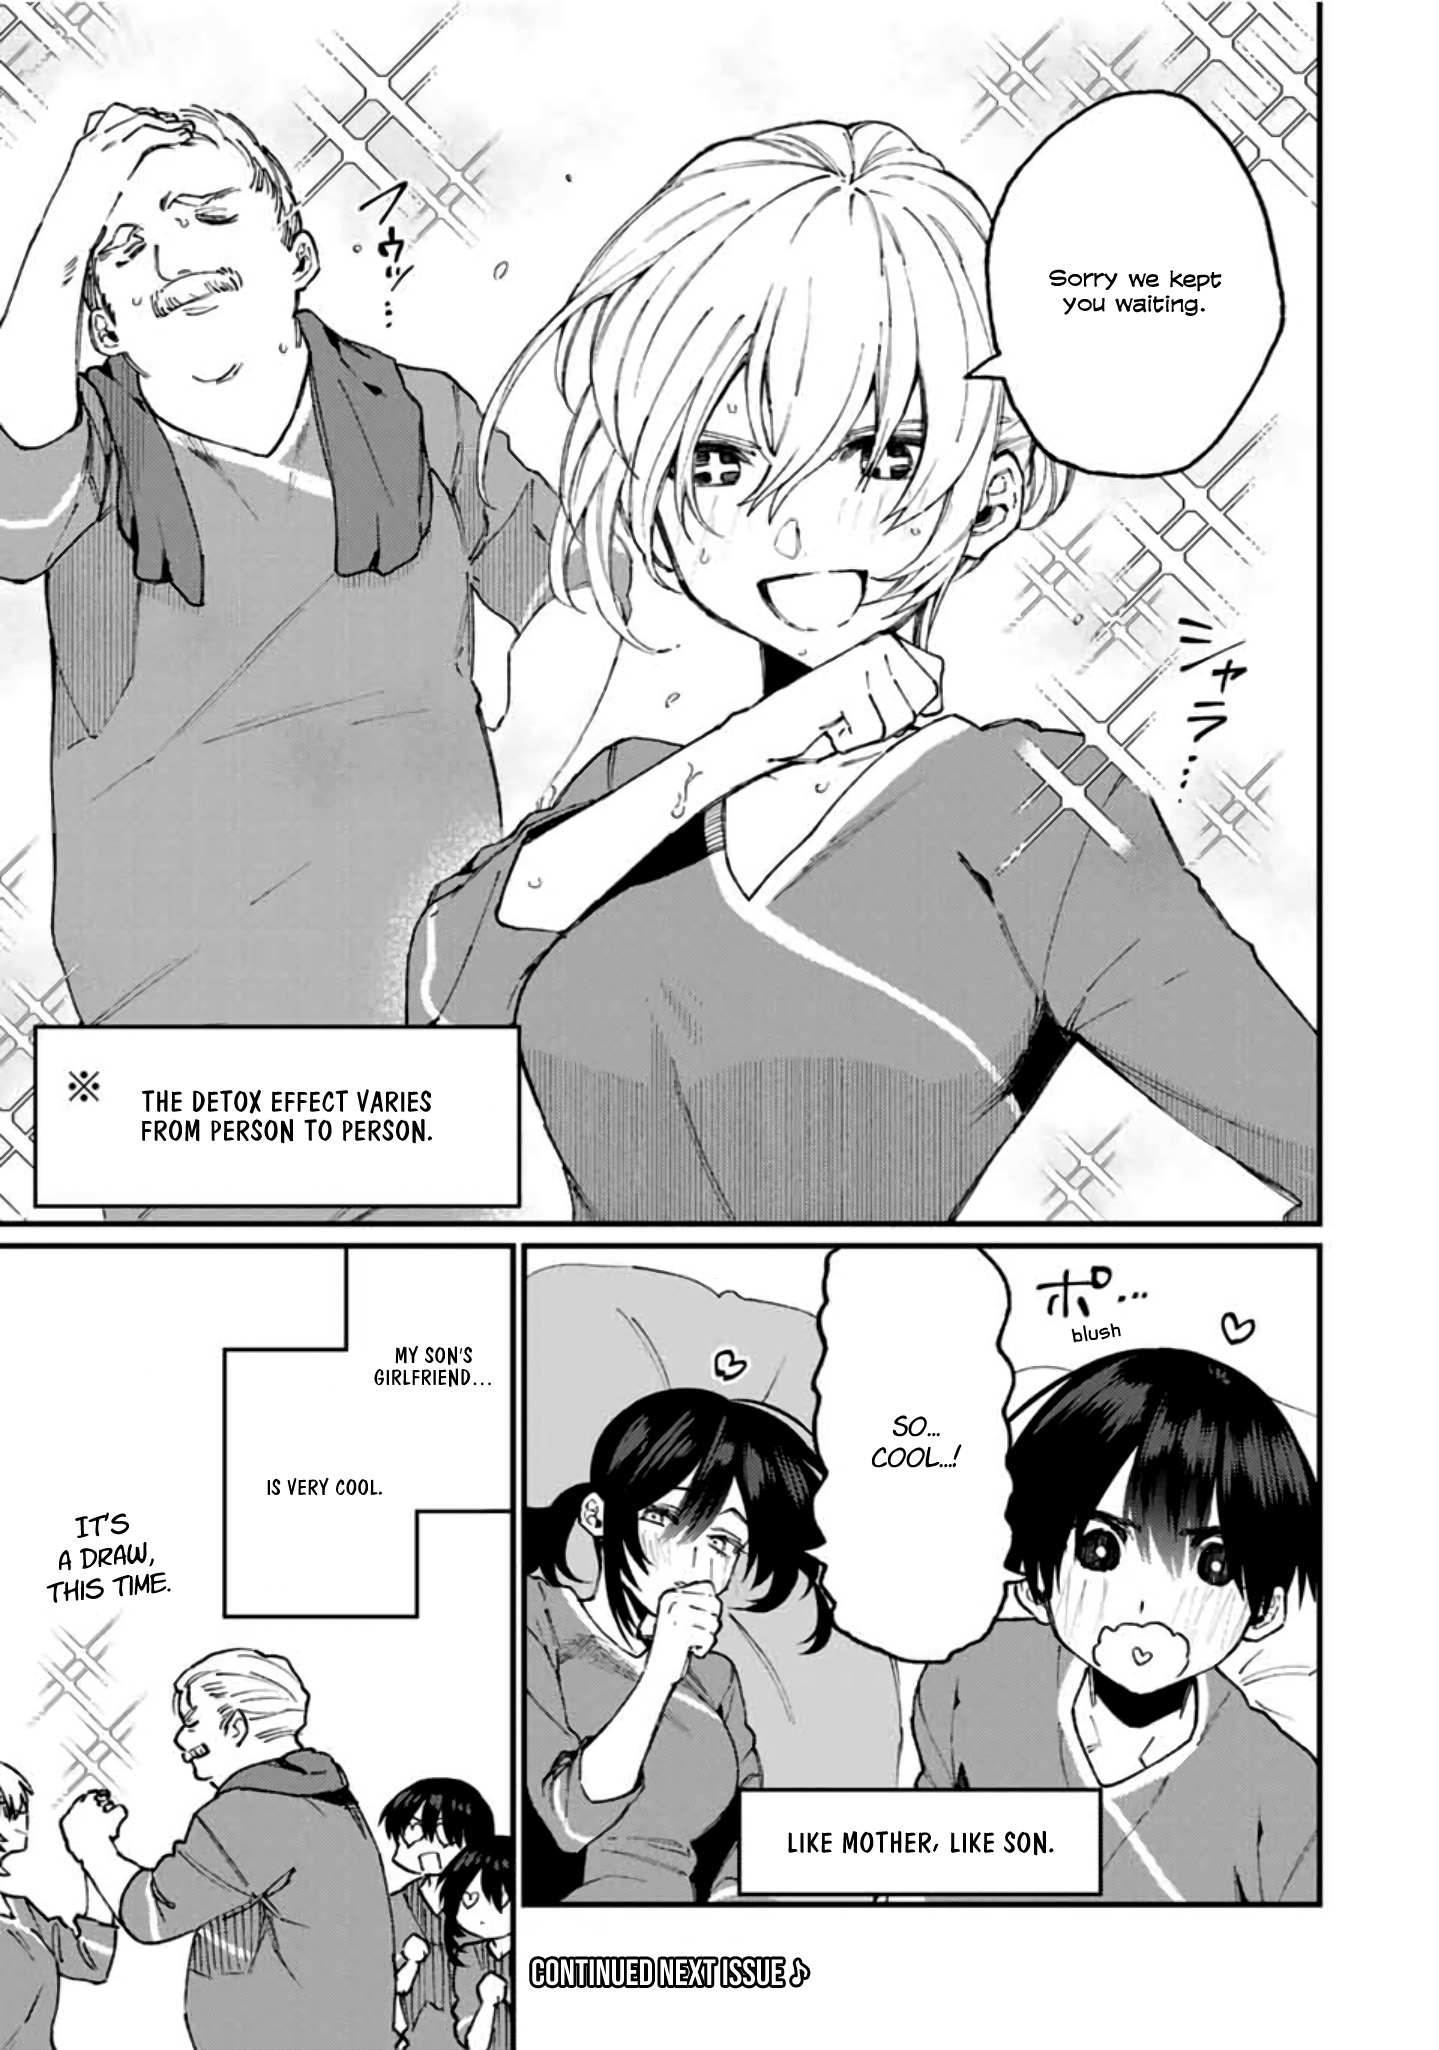 Sorry we kept
you waiting.
シャラ…
フゥッ…
※
THE DETOX EFFECT VARIES
FROM PERSON TO PERSON.
ポ…
blush
SO...
COOL...!
LIKE MOTHER, LIKE SON.
MY SON'S
GIRLFRIEND...
IS VERY COOL.
IT'S
A DRAW,
THIS TIME.
CONTINUED NEXT ISSUE ♪